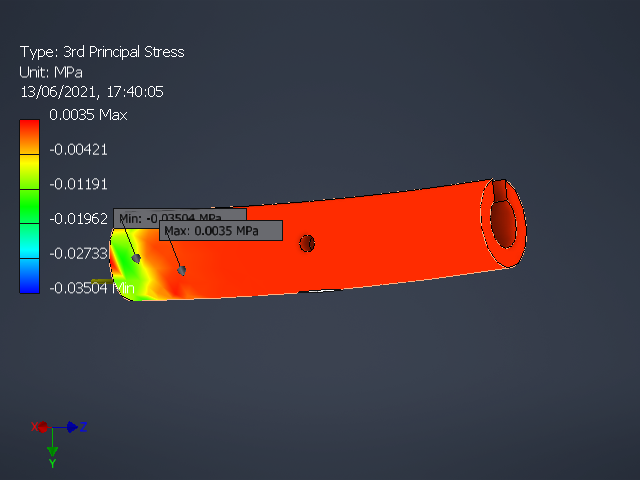 Type: 3rd Principal Stress
Unit: MPa
13/06/2021, 17:40:05
0.0035 Max
-0.00421
-0.01191
-0.01962
-0.02733
-0.03504 Min
Min: -0.03504 MPa
Max: 0.0035 MPa
X
Z
Y